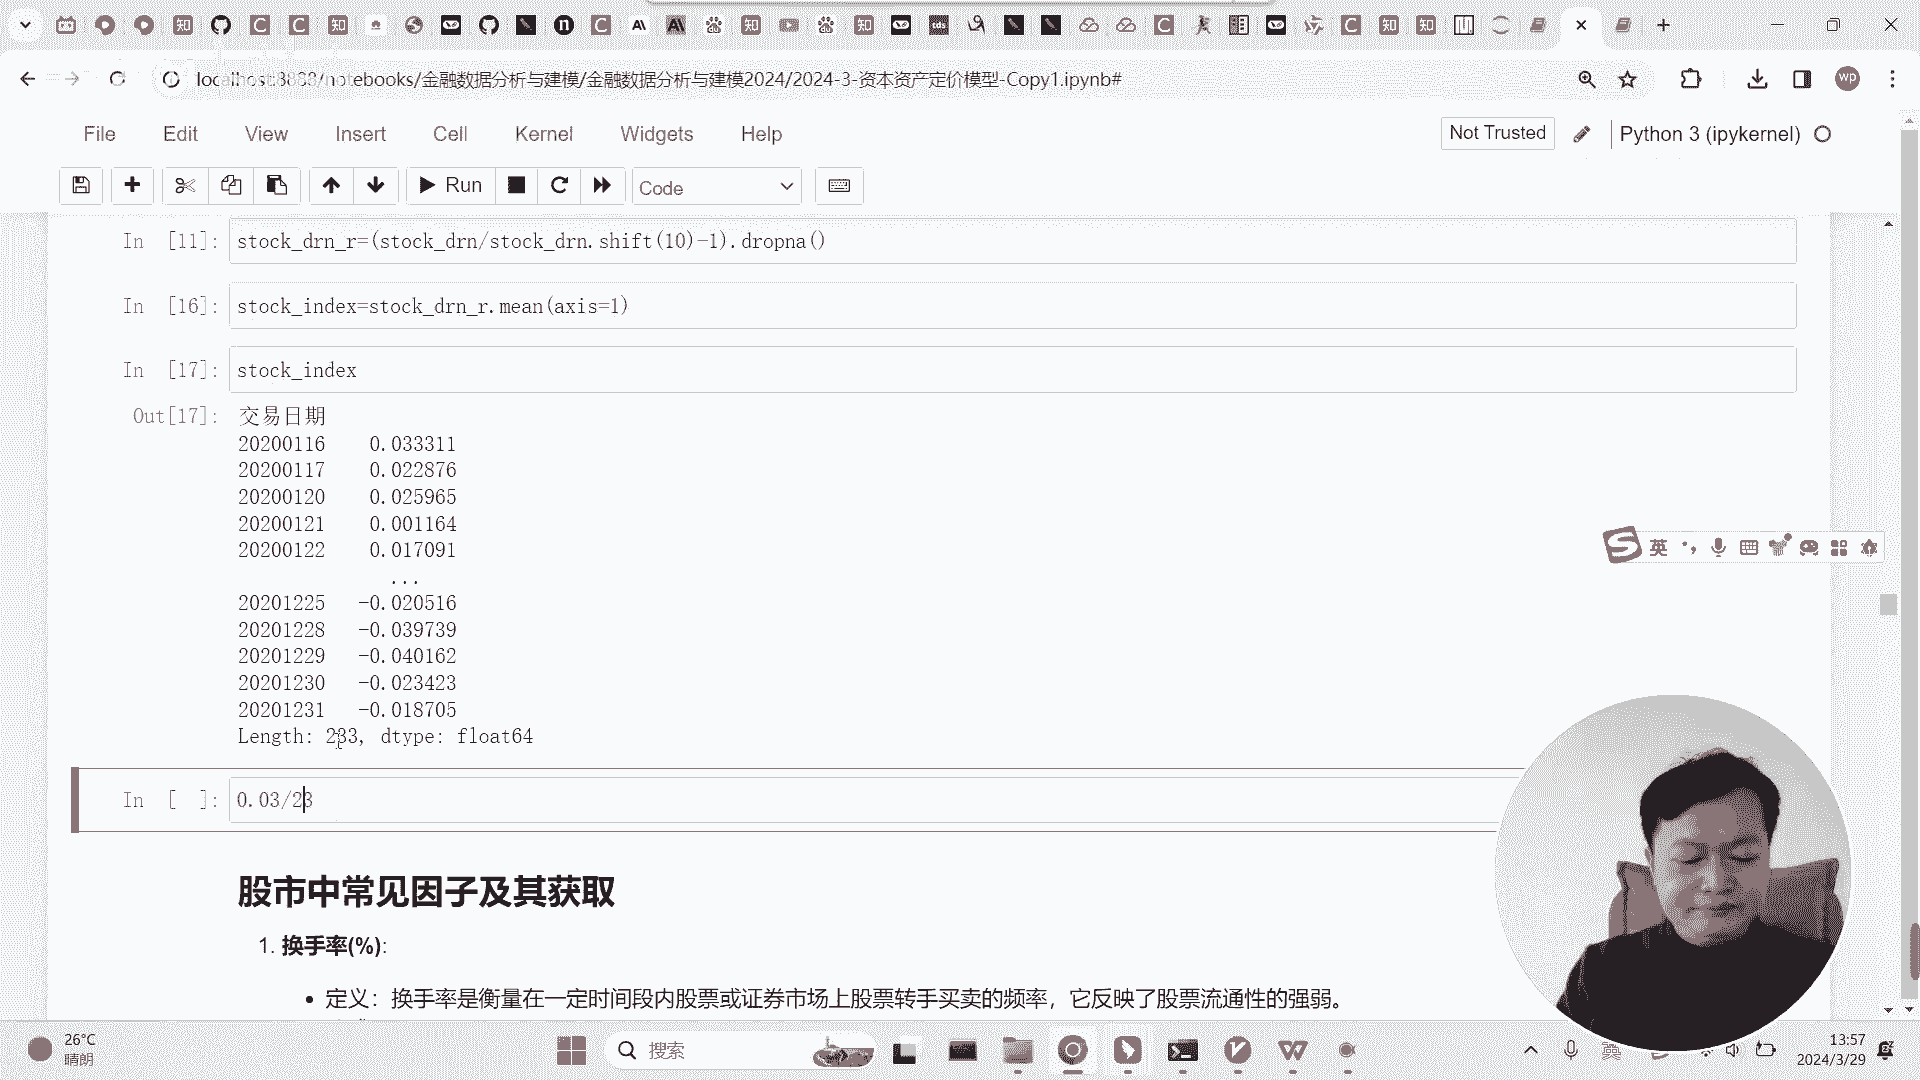 localhost:8888/notebooks/金融数据分析与建模/金融数据分析与建模2024/2024-3-资本资产定价模型-Copy1.ipynb#
wp
File Edit View Insert Cell Kernel Widgets Help
Not Trusted
Python 3 (ipykernel)
Run
Code
In [11]: stock_drn_r=(stock_drn/stock_drn.shift(10)-1).dropna()
In [16]: stock_index=stock_drn_r.mean(axis=1)
In [17]: stock_index
Out[17]: 交易日期
20200116 0.033311
20200117 0.022876
20200120 0.025965
20200121 0.001164
20200122 0.017091
...
20201225 -0.020516
20201228 -0.039739
20201229 -0.040162
20201230 -0.023423
20201231 -0.018705
Length: 233, dtype: float64
In [ ]: 0.03/23
股市中常见因子及其获取
1. 换手率(%):
• 定义：换手率是衡量在一定时间段内股票或证券市场上股票转手买卖的频率，它反映了股票流通性的强弱。
英
26°C
晴朗
搜索
英
13:57
2024/3/29